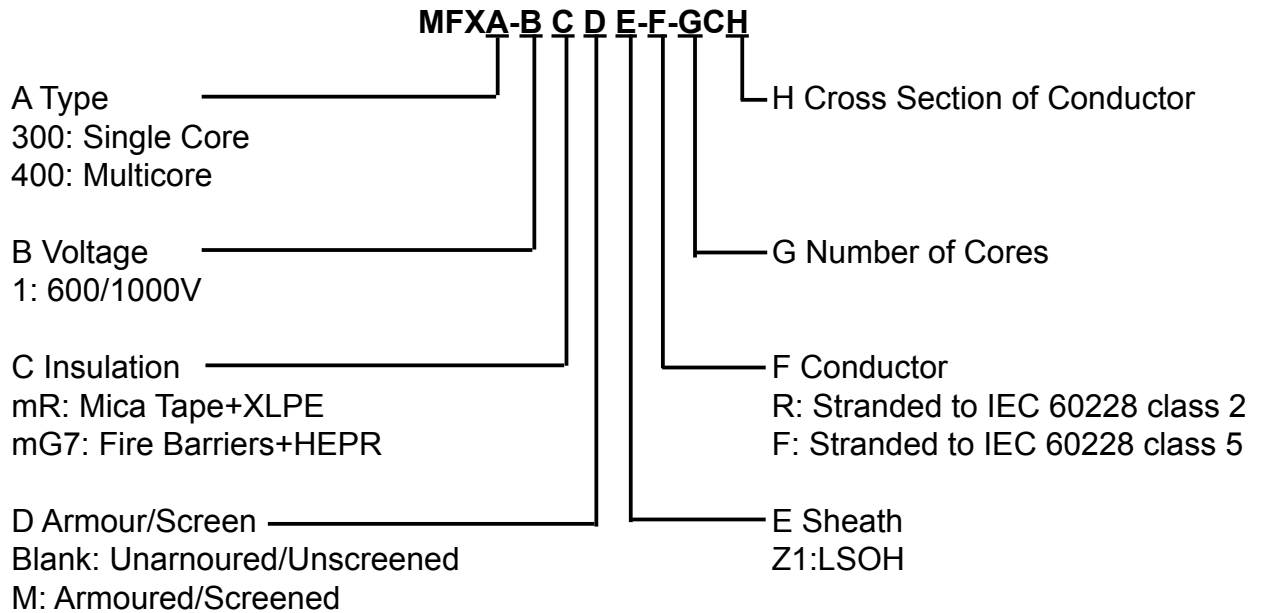 MFXA-B C D E-F-GCH
A Type
300: Single Core
400: Multicore
B Voltage
1: 600/1000V
C Insulation
mR: Mica Tape+XLPE
mG7: Fire Barriers+HEPR
D Armour/Screen
Blank: Unarnoured/Unscreened
M: Armoured/Screened
H Cross Section of Conductor
G Number of Cores
F Conductor
R: Stranded to IEC 60228 class 2
F: Stranded to IEC 60228 class 5
E Sheath
Z1:LSOH